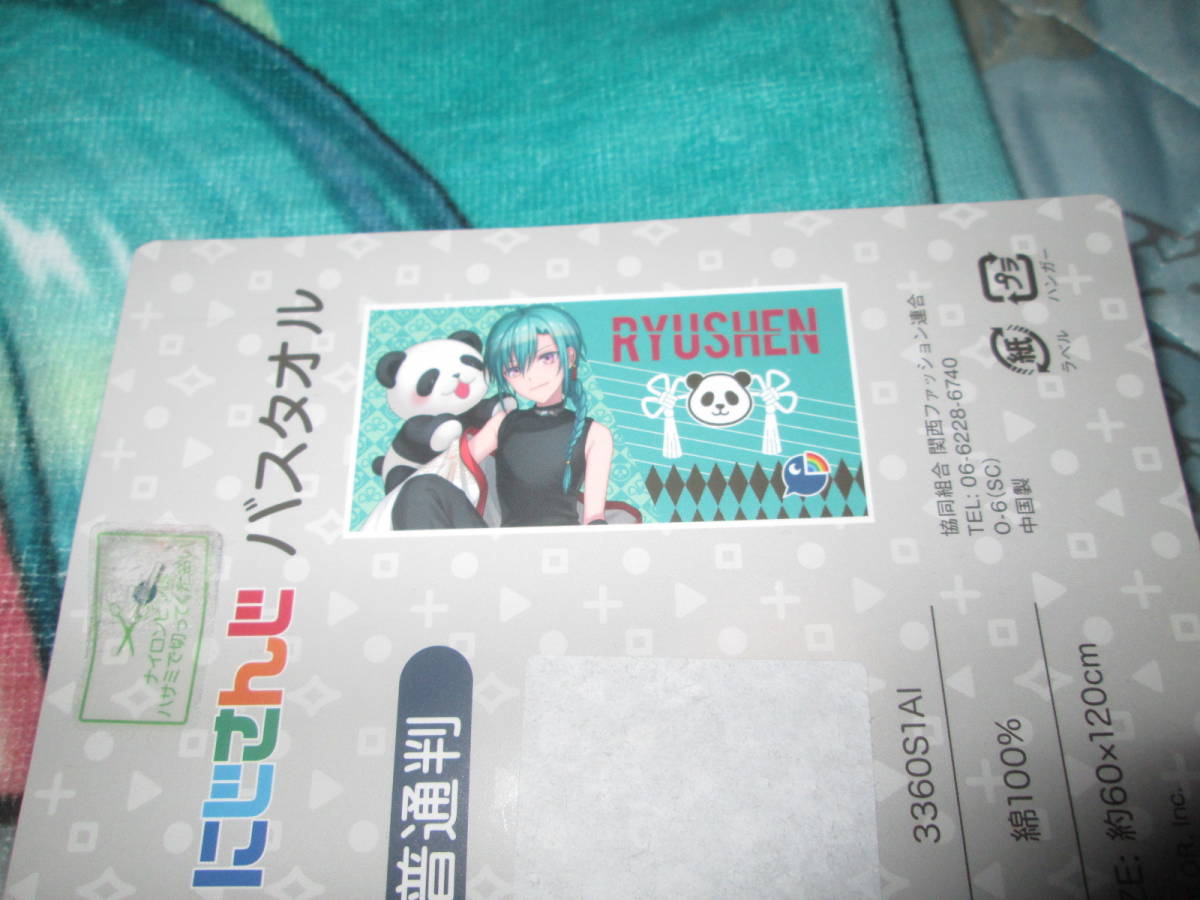 にじさんじ バスタオル
RYUSHEN
ナイロンピ
ハサミで切ってください
普通判
3360S1AI
綿100%
ZE: 約60×120cm
OR, Inc.
協同組合 関西ファッション連合
TEL: 06-6228-6740
O-6(SC)
中国製
紙
ラベル
プラ
ハンガー